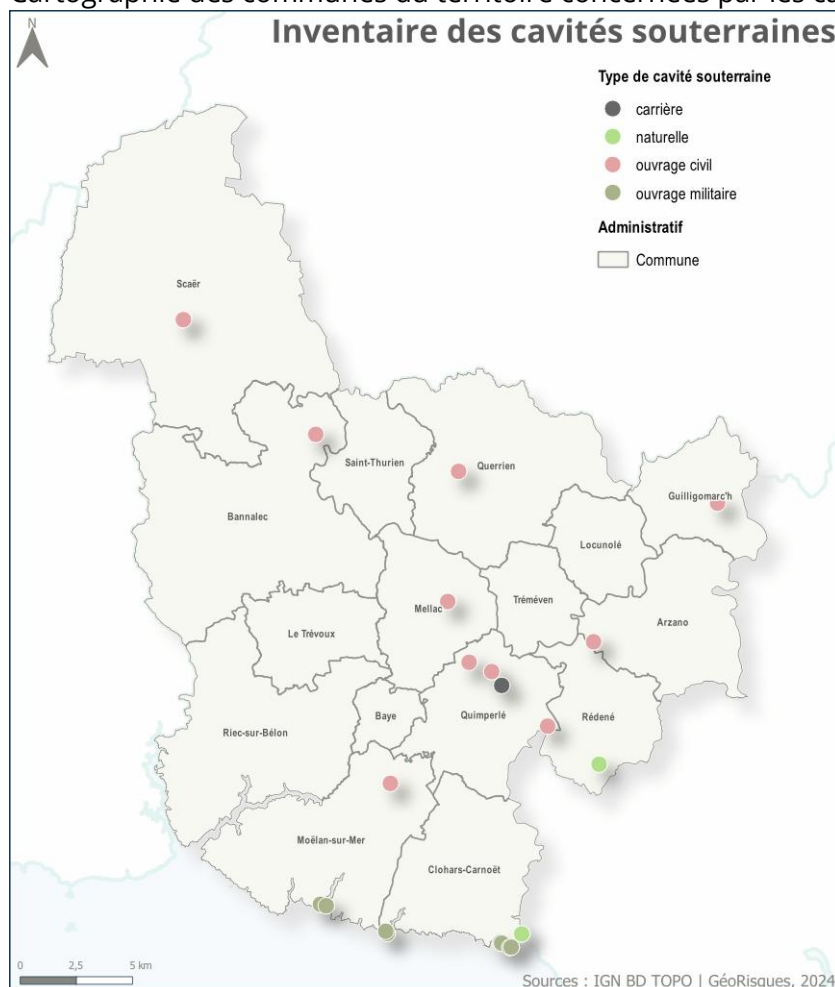 Inventaire des cavités souterraines
N
Type de cavité souterraine
carrière
naturelle
ouvrage civil
ouvrage militaire
Administratif
Commune
Scaër
Saint-Thurien
Querrien
Guilligomarc'h
Bannalec
Locunolé
Tréméven
Mellac
Arzano
Le Trévoux
Baye
Quimperlé
Rédené
Riec-sur-Bélon
Moëlan-sur-Mer
Clohars-Carnoët
0 2,5 5 km
Sources : IGN BD TOPO | GéoRisques, 2024